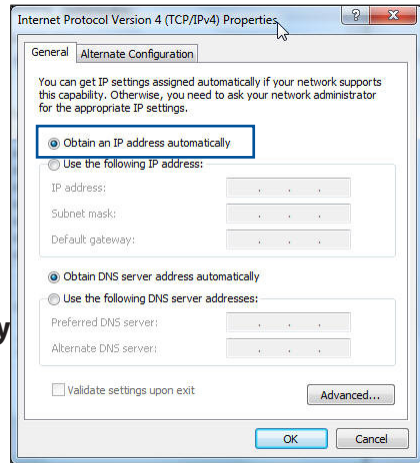 Internet Protocol Version 4 (TCP/IPv4) Properties
General
Alternate Configuration
You can get IP settings assigned automatically if your network supports
this capability. Otherwise, you need to ask your network administrator
for the appropriate IP settings.
Obtain an IP address automatically
Use the following IP address:
IP address:
Subnet mask:
Default gateway:
Obtain DNS server address automatically
Use the following DNS server addresses:
Preferred DNS server:
y
Alternate DNS server:
Validate settings upon exit
Advanced...
OK
Cancel